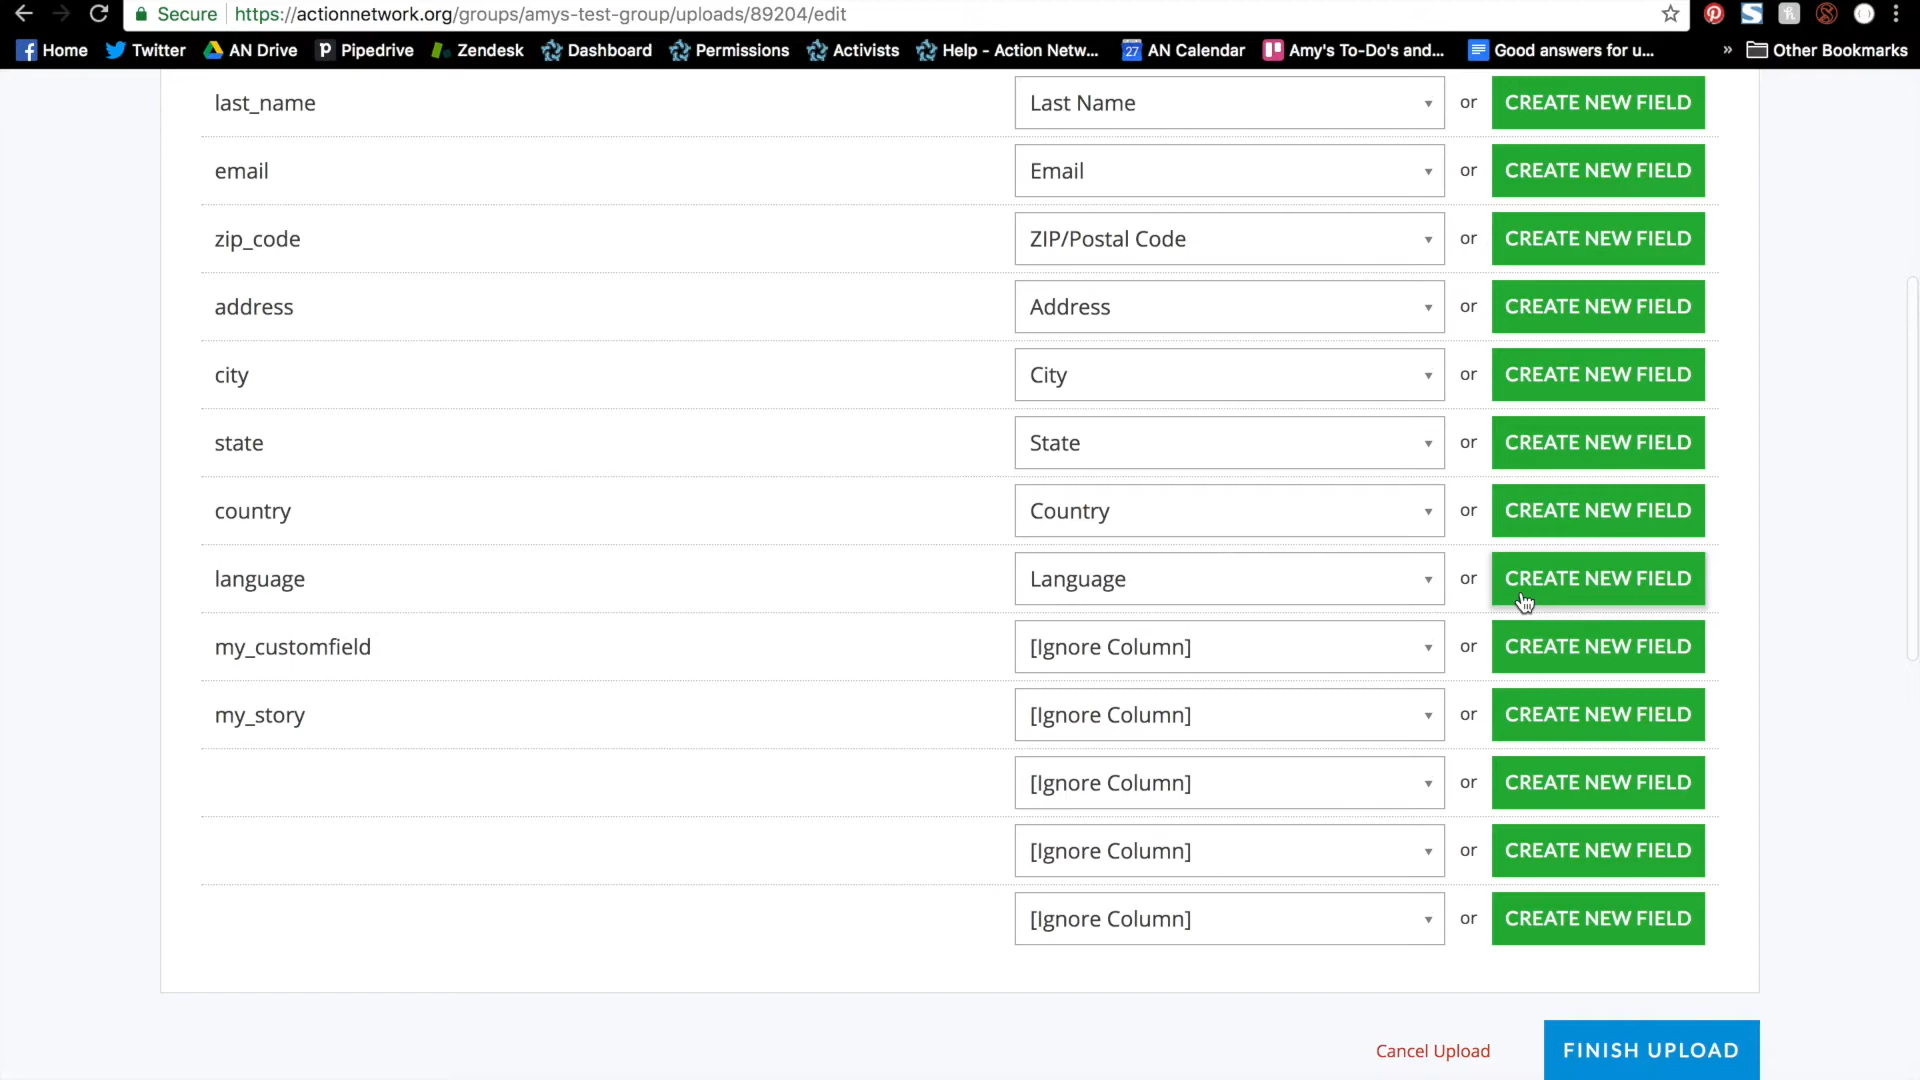 Secure https://actionnetwork.org/groups/amys-test-group/uploads/89204/edit
Home Twitter AN Drive Pipedrive Zendesk Dashboard Permissions Activists Help - Action Netw... 27 AN Calendar Amy's To-Do's and... Good answers for u... » Other Bookmarks
last_name Last Name or CREATE NEW FIELD
email Email or CREATE NEW FIELD
zip_code ZIP/Postal Code or CREATE NEW FIELD
address Address or CREATE NEW FIELD
city City or CREATE NEW FIELD
state State or CREATE NEW FIELD
country Country or CREATE NEW FIELD
language Language or CREATE NEW FIELD
my_customfield [Ignore Column] or CREATE NEW FIELD
my_story [Ignore Column] or CREATE NEW FIELD
[Ignore Column] or CREATE NEW FIELD
[Ignore Column] or CREATE NEW FIELD
[Ignore Column] or CREATE NEW FIELD
Cancel Upload FINISH UPLOAD